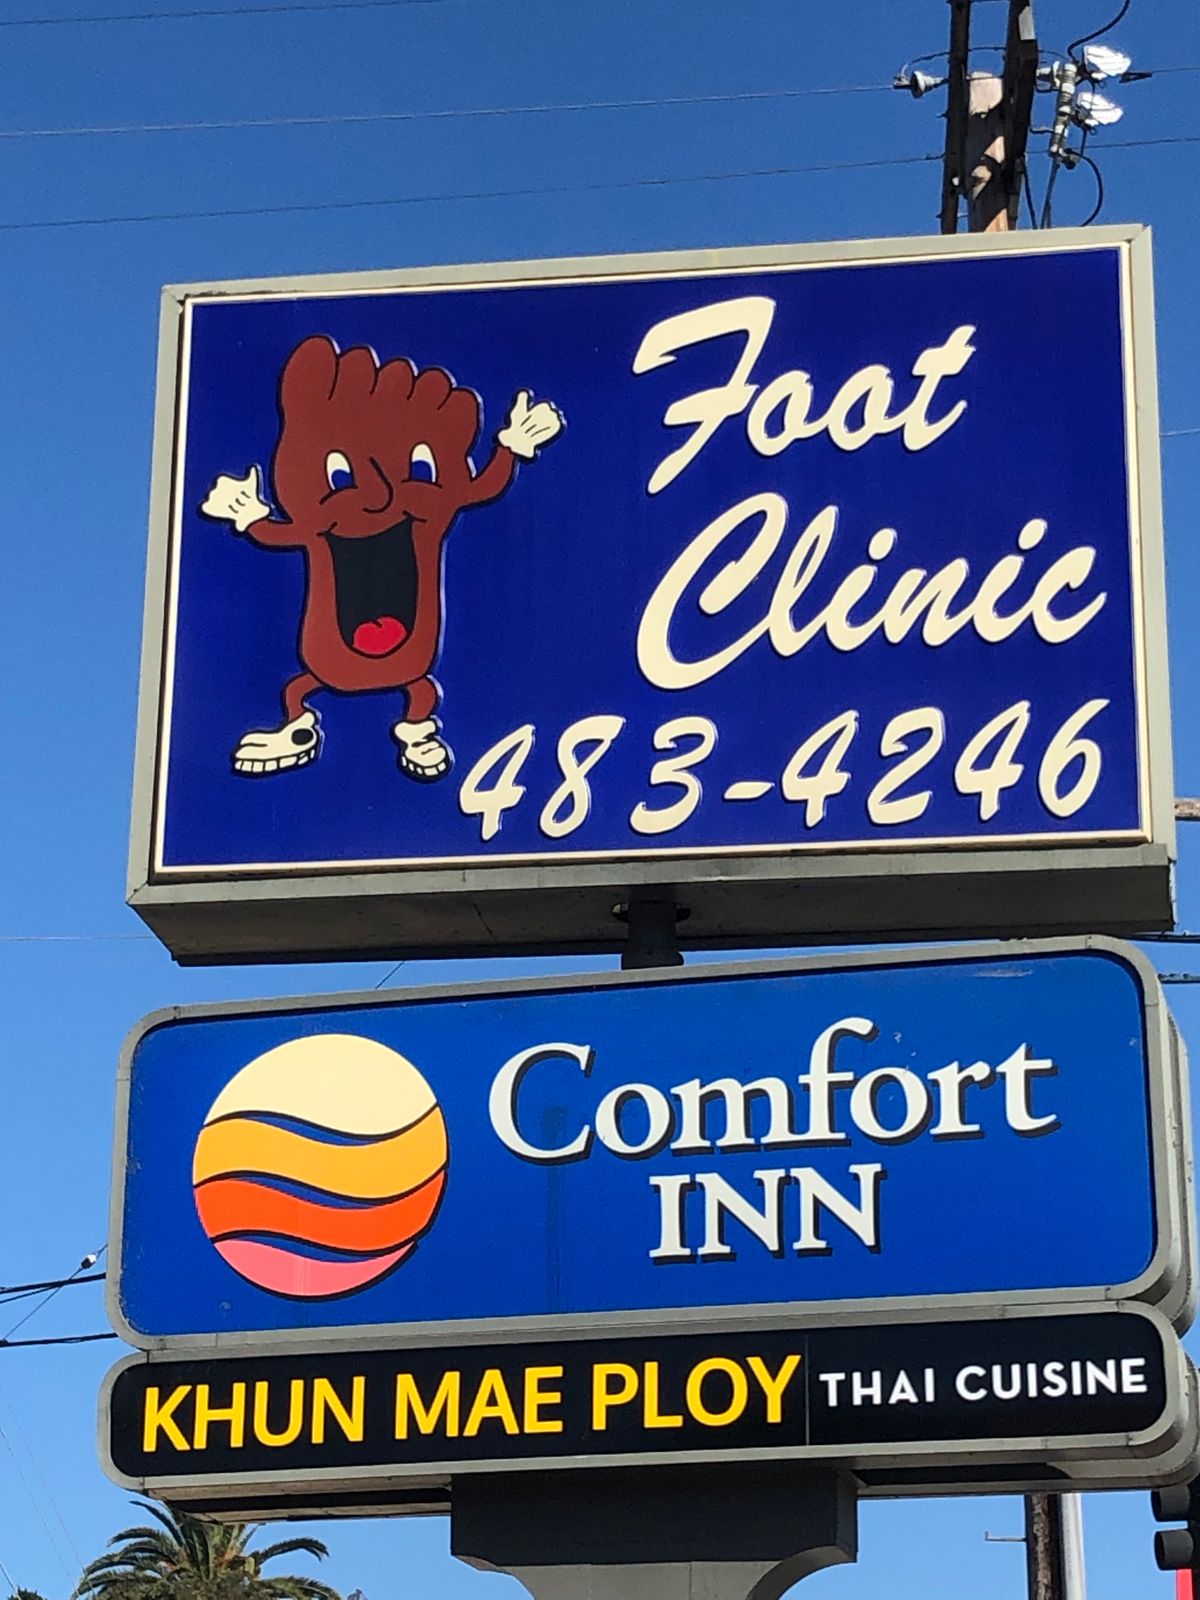 Foot
Clinic
483-4246
Comfort
INN
KHUN MAE PLOY THAI CUISINE